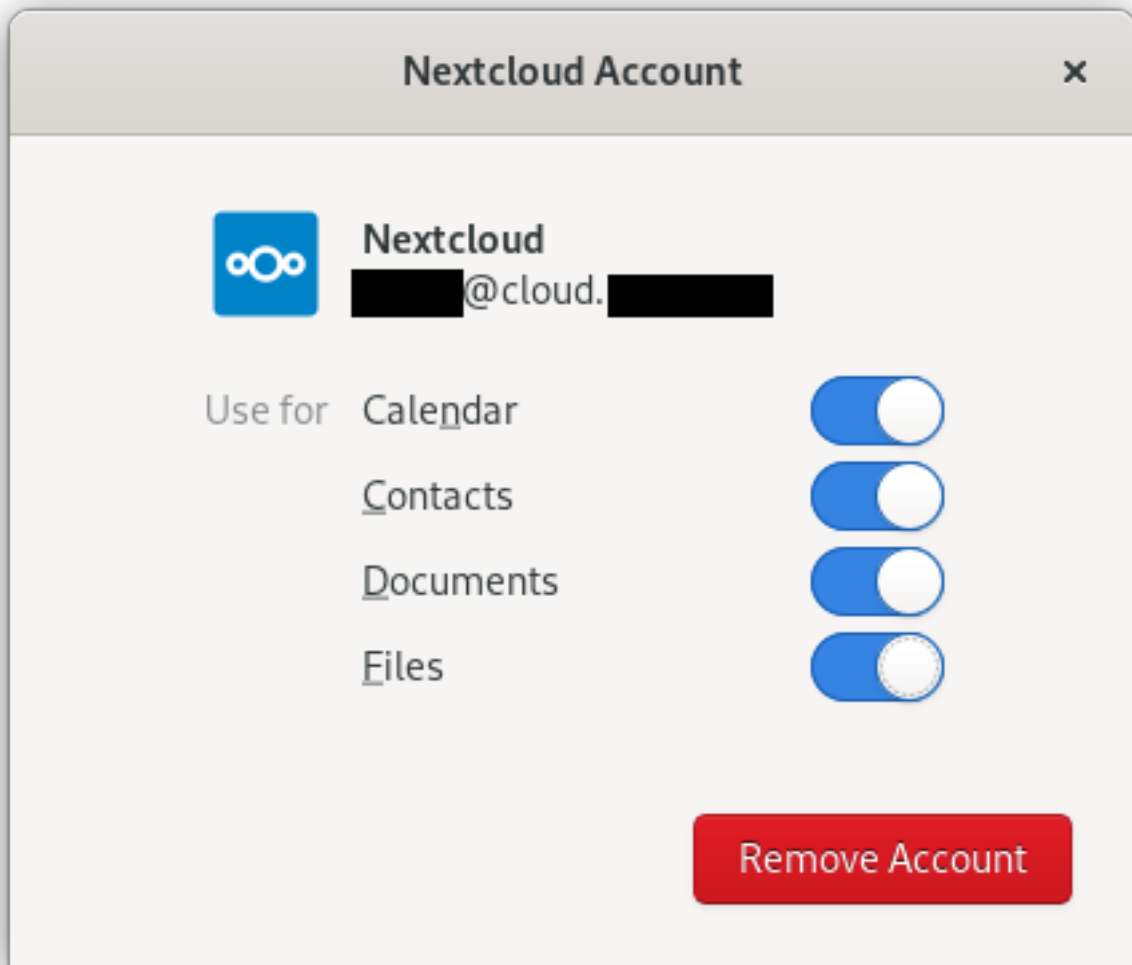 Nextcloud Account
Nextcloud
@cloud.
Use for Calendar
Contacts
Documents
Files
Remove Account